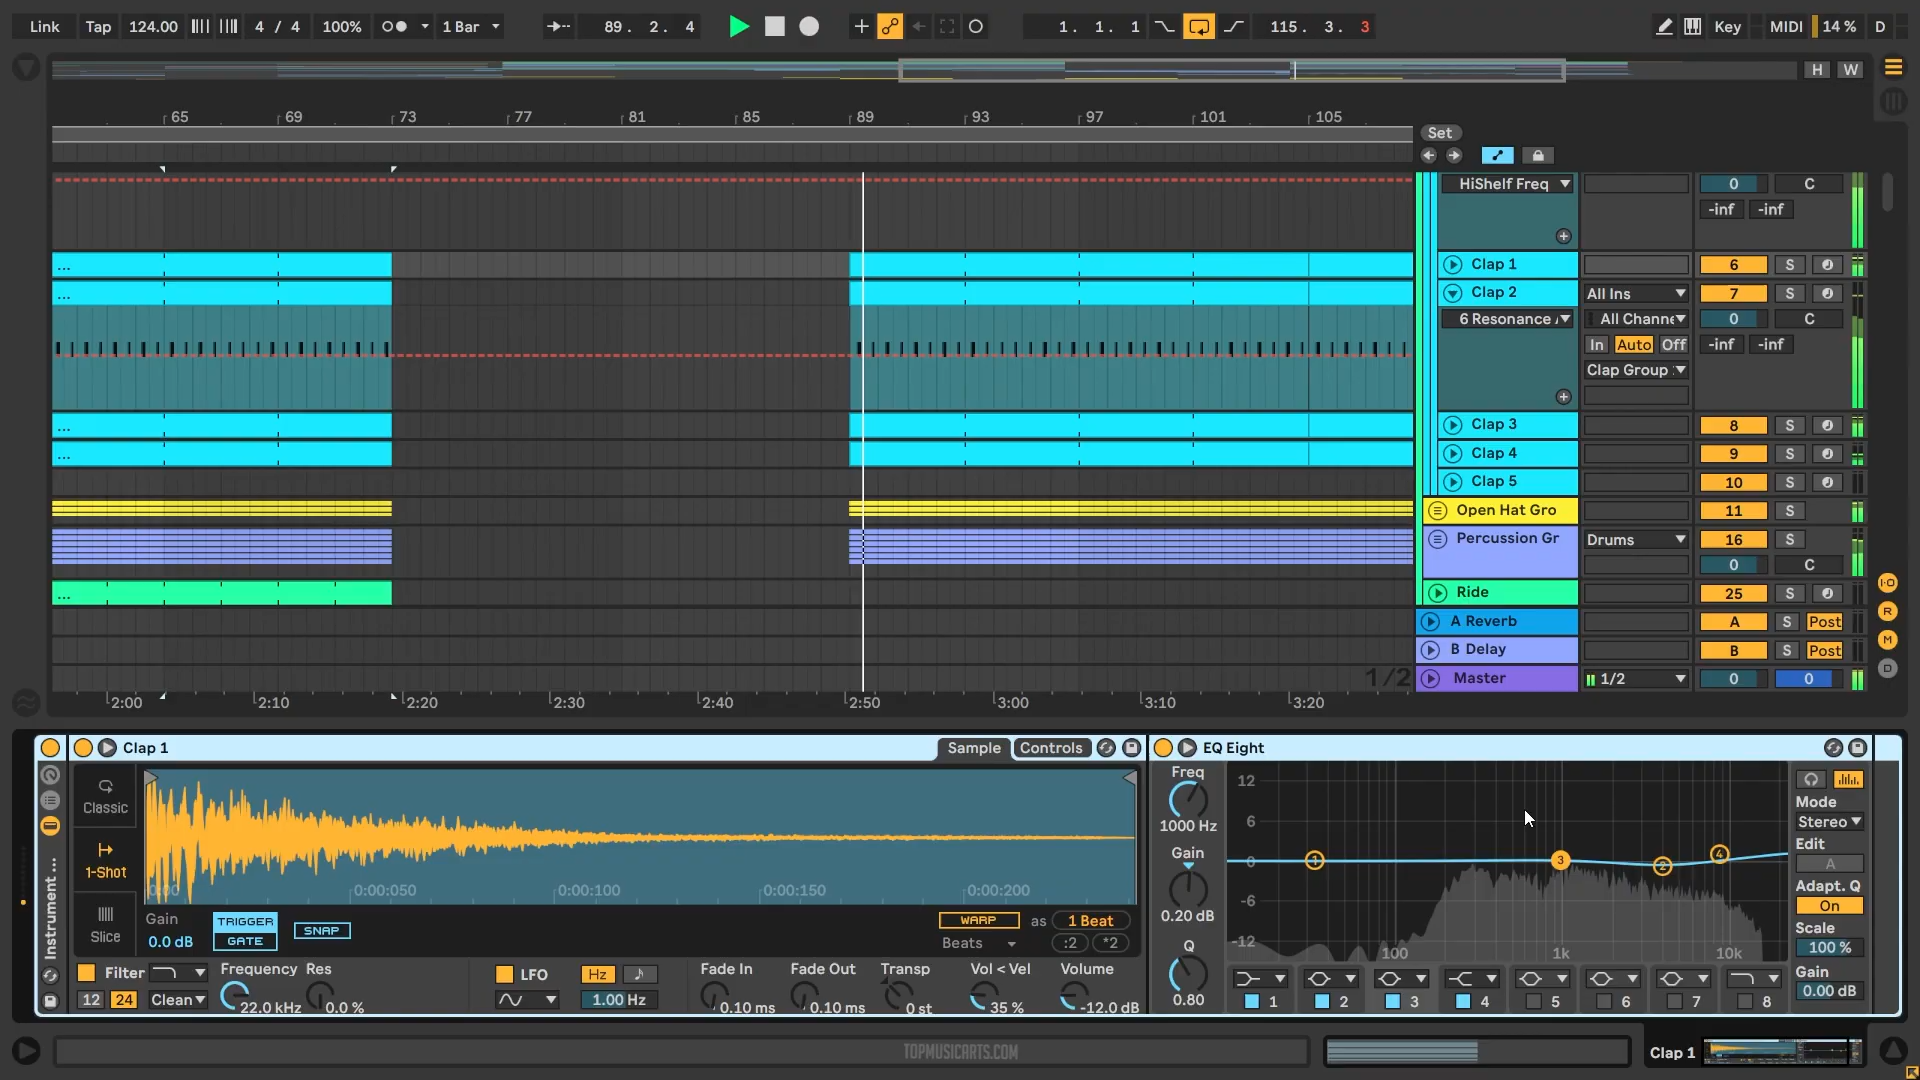 Link Tap 124.00 4 / 4 100% 1 Bar 89. 2. 4 1. 1. 1 115. 3. 3 Key MIDI 14 % D
H W
65 69 73 77 81 85 89 93 97 101 105
Set
HiShelf Freq 0 C
-inf -inf
... Clap 1 6 S
... Clap 2 All Ins 7 S
6 Resonance All Channe 0 C
In Auto Off -inf -inf
Clap Group
... Clap 3 8 S
... Clap 4 9 S
Clap 5 10 S
Open Hat Gro 11 S
Percussion Gr Drums 16 S
0 C
... Ride 25 S
A Reverb A S Post
B Delay B S Post
1/2 Master 1/2 0 0
I·O
R
M
D
2:00 2:10 2:20 2:30 2:40 2:50 3:00 3:10 3:20
Clap 1 Sample Controls
Instrument ...
Classic
1-Shot
Slice
0:00 0:00:050 0:00:100 0:00:150 0:00:200
Gain
0.0 dB
TRIGGER
GATE
SNAP
WARP as 1 Beat
Beats :2 *2
Filter Frequency Res LFO Hz Fade In Fade Out Transp Vol < Vel Volume
12 24 Clean 22.0 kHz 0.0 % 1.00 Hz 0.10 ms 0.10 ms 0 st 35 % -12.0 dB
EQ Eight
Freq
1000 Hz
Gain
0.20 dB
Q
0.80
12
6
0
-6
-12
100 1k 10k
1 3 2 4
1 2 3 4 5 6 7 8
Mode
Stereo
Edit
A
Adapt. Q
On
Scale
100 %
Gain
0.00 dB
TOPMUSICARTS.COM
Clap 1